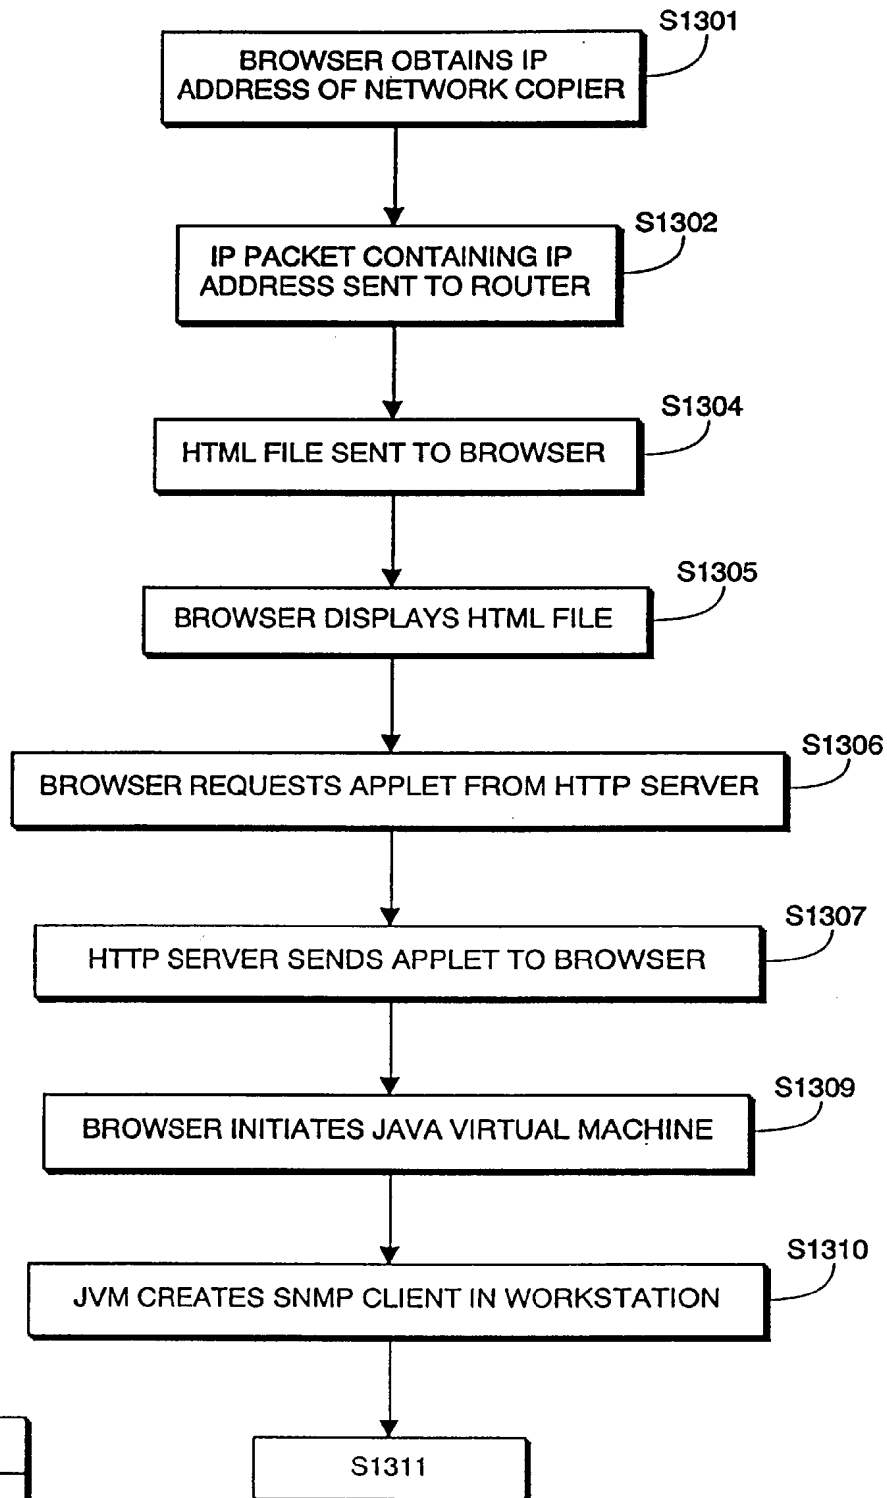 S1301
BROWSER OBTAINS IP
ADDRESS OF NETWORK COPIER
S1302
IP PACKET CONTAINING IP
ADDRESS SENT TO ROUTER
S1304
HTML FILE SENT TO BROWSER
S1305
BROWSER DISPLAYS HTML FILE
S1306
BROWSER REQUESTS APPLET FROM HTTP SERVER
S1307
HTTP SERVER SENDS APPLET TO BROWSER
S1309
BROWSER INITIATES JAVA VIRTUAL MACHINE
S1310
JVM CREATES SNMP CLIENT IN WORKSTATION
S1311